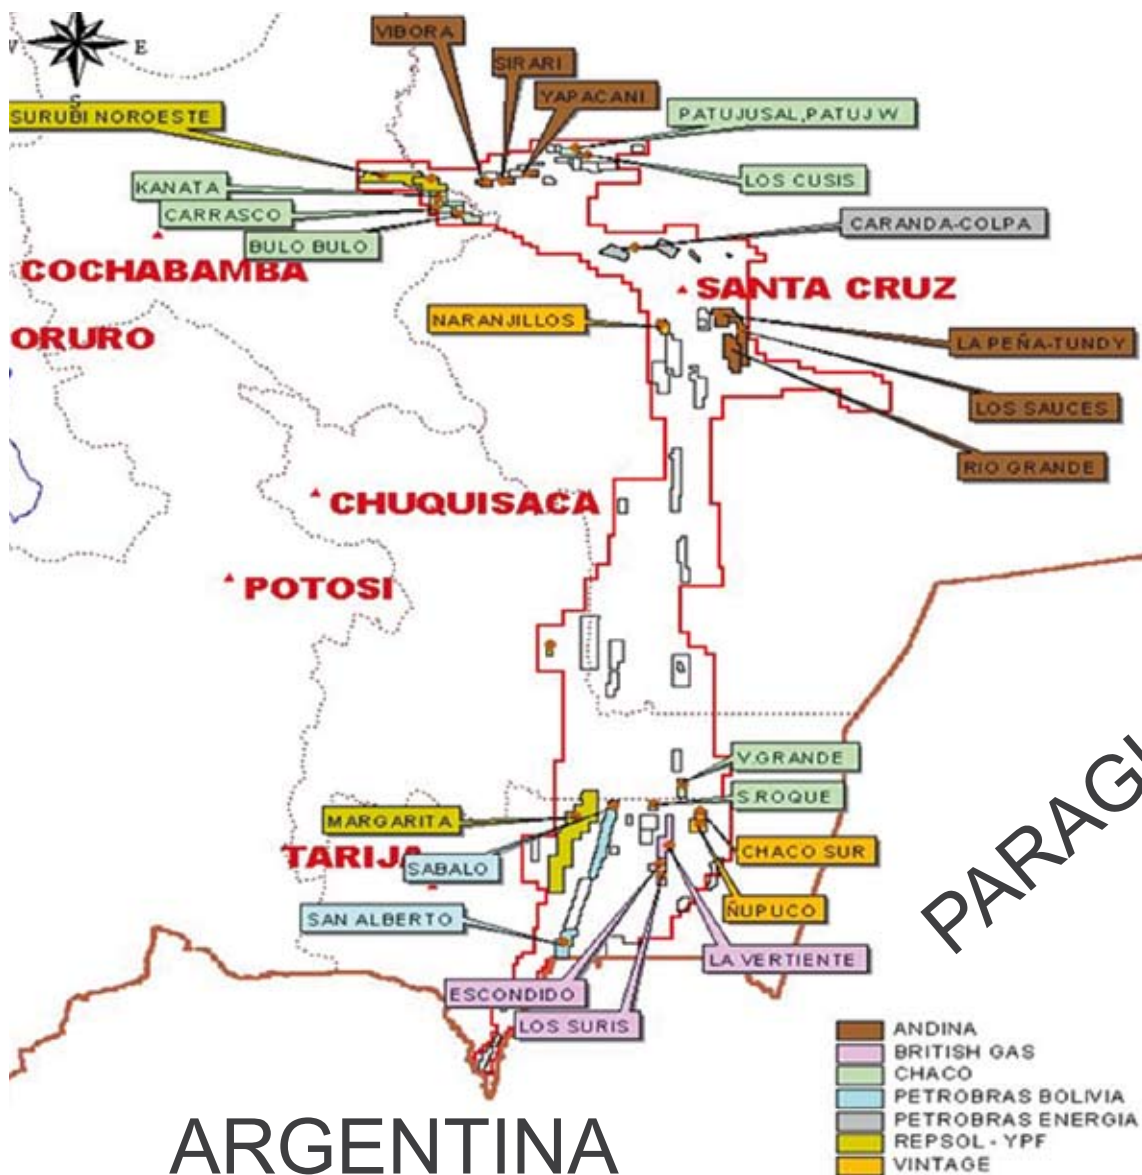 VIBORA
E
SIRARI
YAPACANI
S
SURUBI NOROESTE
PATUJUSAL,PATUJ W
KANATA
LOS CUSIS
CARRASCO
BULO BULO
CARANDA-COLPA
COCHABAMBA
SANTA CRUZ
NARANJILLOS
ORURO
LA PEÑA-TUNDY
LOS SAUCES
RIO GRANDE
CHUQUISACA
POTOSI
V.GRANDE
S.ROQUE
MARGARITA
CHACO SUR
TARIJA
SABALO
ÑUPUCO
SAN ALBERTO
LA VERTIENTE
ESCONDIDO
LOS SURIS
PARAGU
ARGENTINA
ANDINA
BRITISH GAS
CHACO
PETROBRAS BOLIVIA
PETROBRAS ENERGIA
REPSOL - YPF
VINTAGE